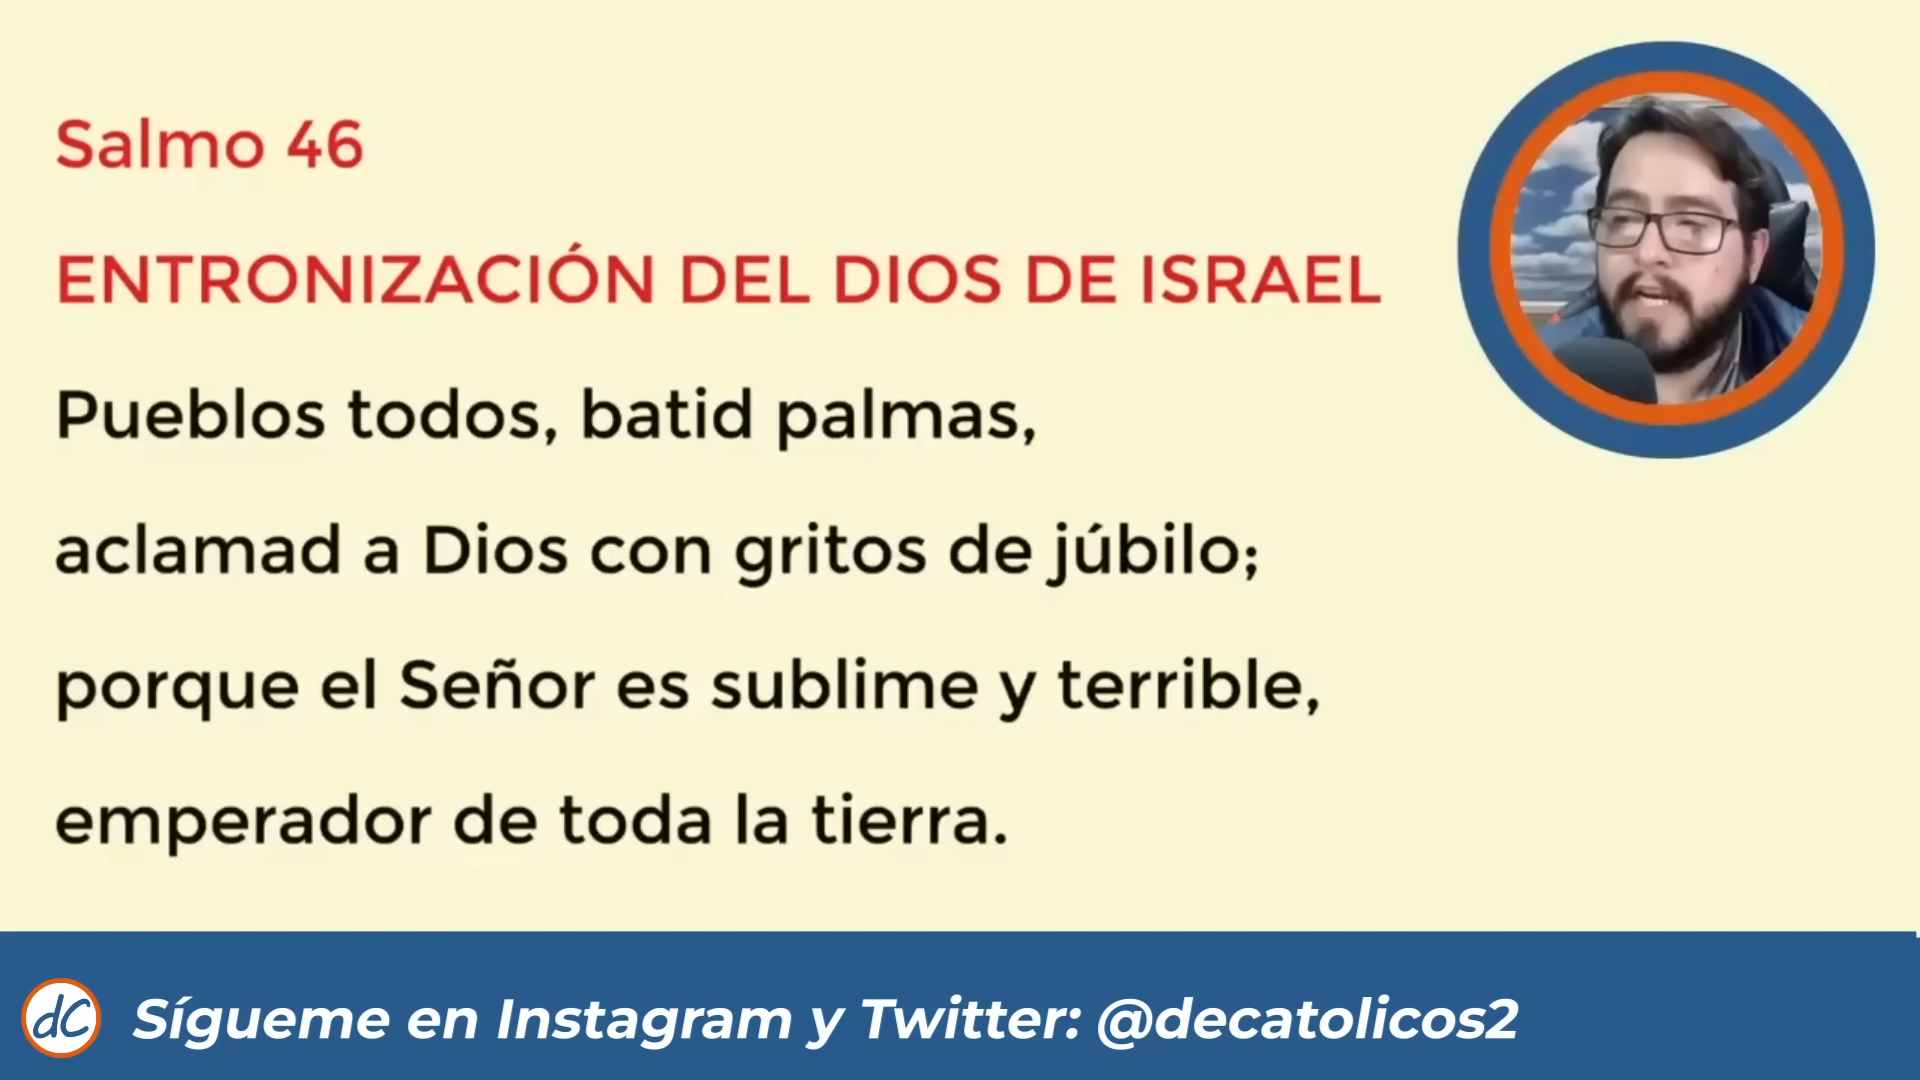 Salmo 46
ENTRONIZACIÓN DEL DIOS DE ISRAEL
Pueblos todos, batid palmas,
aclamad a Dios con gritos de júbilo;
porque el Señor es sublime y terrible,
emperador de toda la tierra.
dC Sígueme en Instagram y Twitter: @decatolicos2